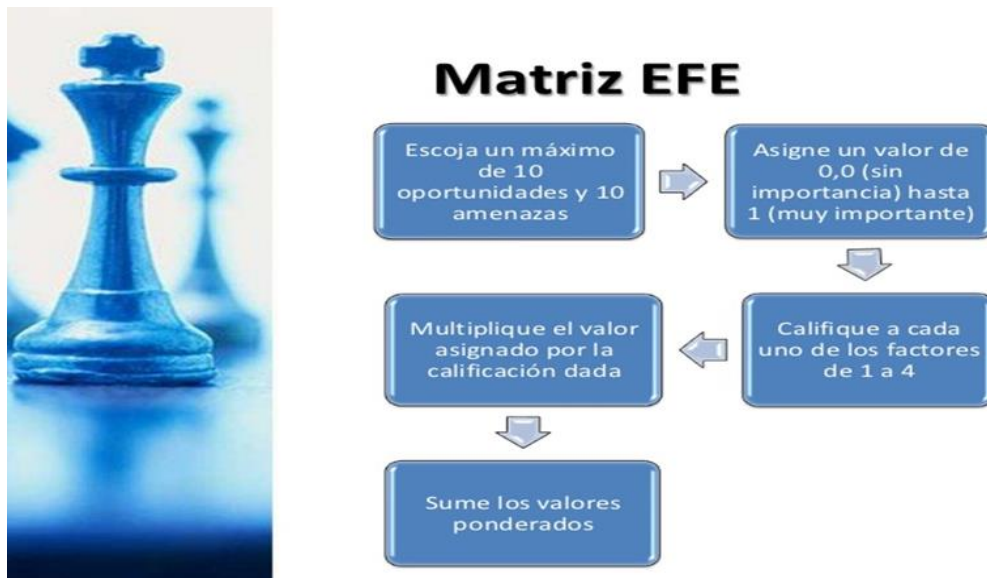 Matriz EFE
Escoja un máximo
de 10
oportunidades y 10
amenazas
Asigne un valor de
0,0 (sin
importancia) hasta
1 (muy importante)
Califique a cada
uno de los factores
de 1 a 4
Multiplique el valor
asignado por la
calificación dada
Sume los valores
ponderados